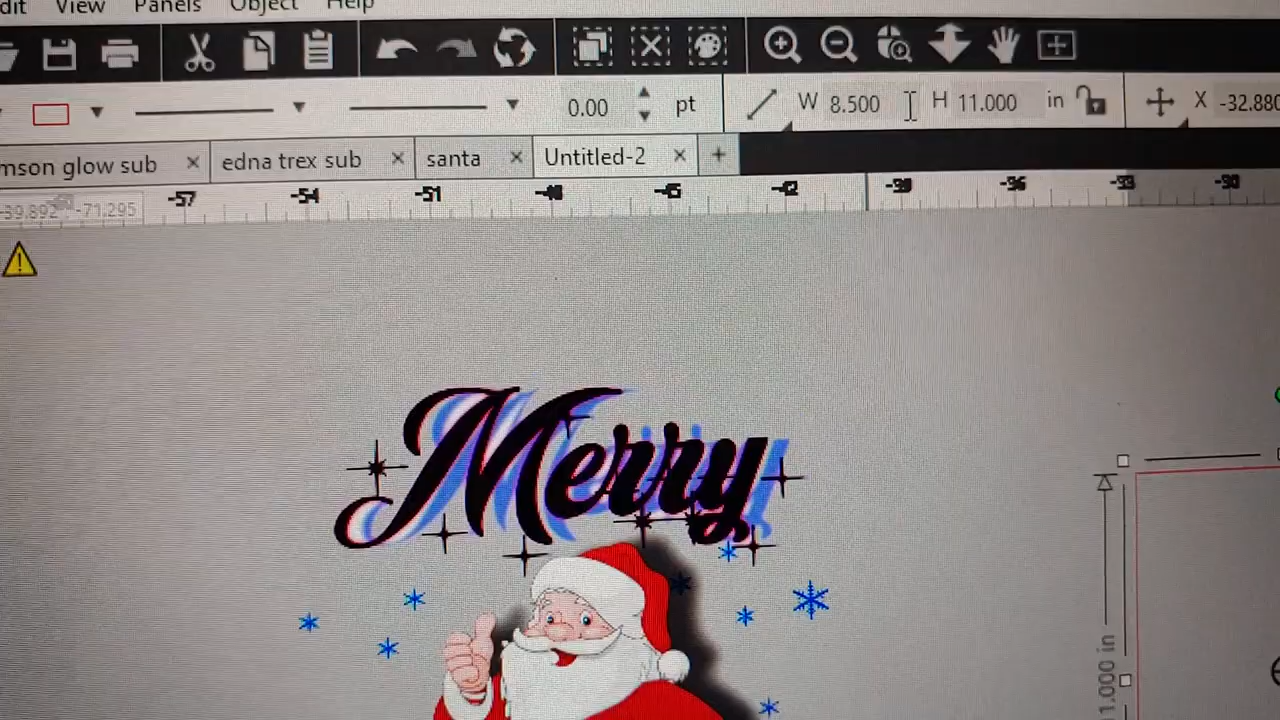 dit View Panels Object Help
0.00 pt W 8.500 H 11.000 in X -32.880
mson glow sub × edna trex sub × santa × Untitled-2 × +
-57 -54 -51 -48 -45 -42 -39 -36 -33 -30
-71.295
Merry
1.000 in